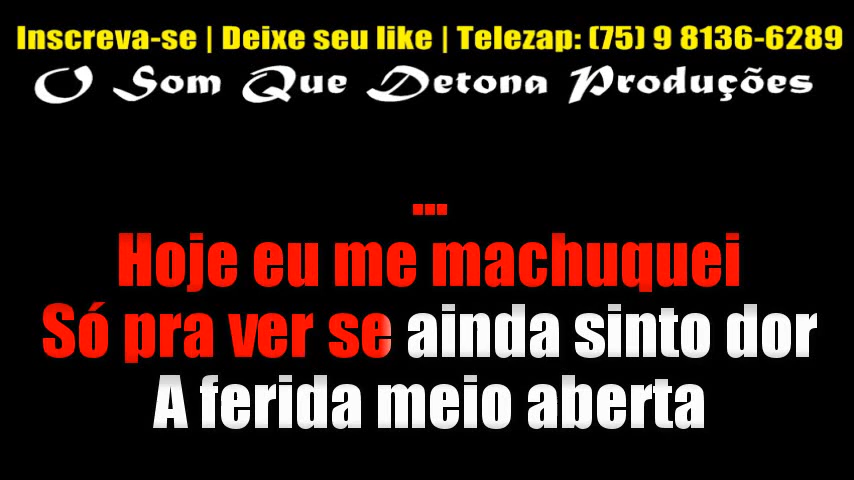 Inscreva-se | Deixe seu like | Telezap: (75) 9 8136-6289
O Som Que Detona Produções
...
Hoje eu me machuquei
Só pra ver se ainda sinto dor
A ferida meio aberta